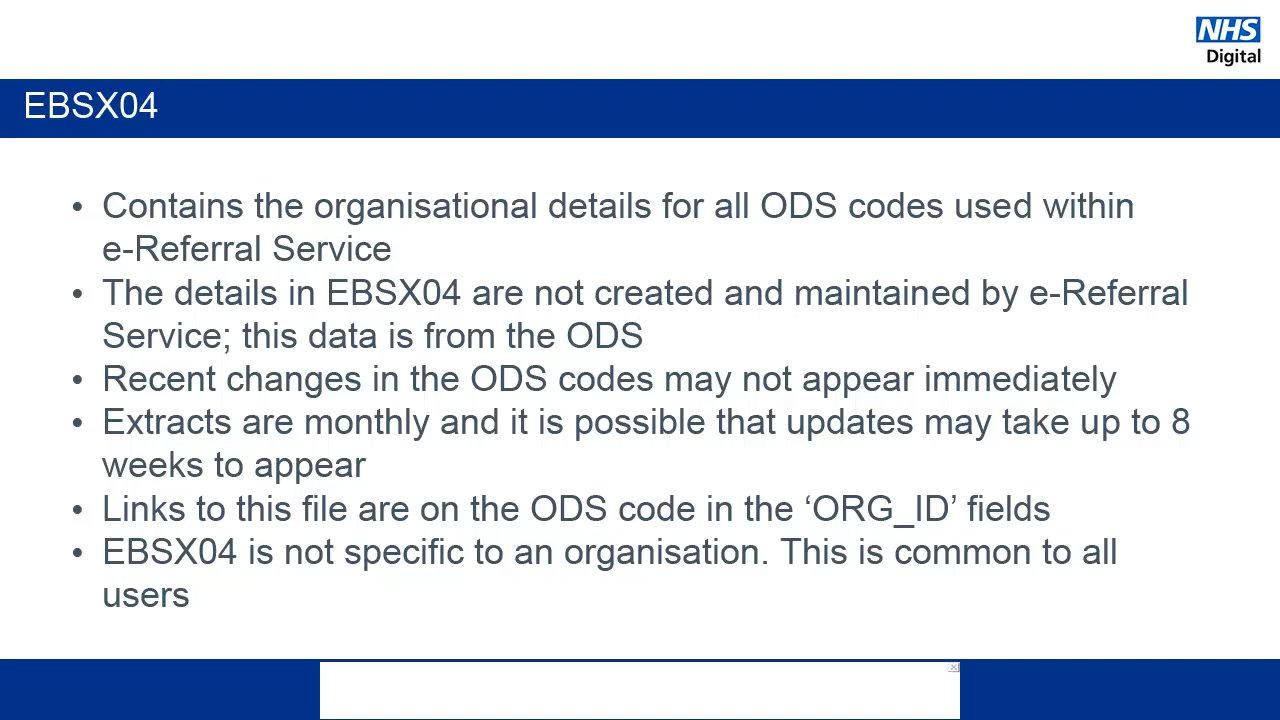 NHS
Digital
EBSX04
• Contains the organisational details for all ODS codes used within
e-Referral Service
• The details in EBSX04 are not created and maintained by e-Referral
Service; this data is from the ODS
• Recent changes in the ODS codes may not appear immediately
• Extracts are monthly and it is possible that updates may take up to 8
weeks to appear
• Links to this file are on the ODS code in the ‘ORG_ID’ fields
• EBSX04 is not specific to an organisation. This is common to all
users